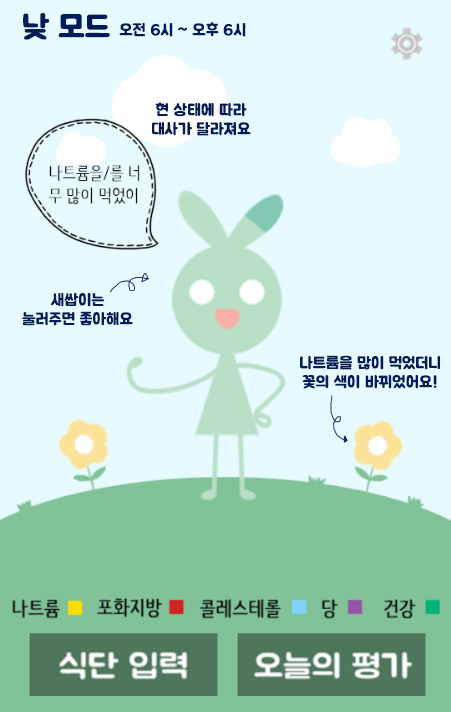 낮 모드 오전 6시 ~ 오후 6시
현 상태에 따라
대사가 달라져요
나트륨을/를 너
무 많이 먹었어
새쌉이는
눌러주면 좋아해요
나트륨을 많이 먹었더니
꽃의 색이 바뀌었어요!
나트륨 포화지방 콜레스테롤 당 건강
식단 입력 오늘의 평가